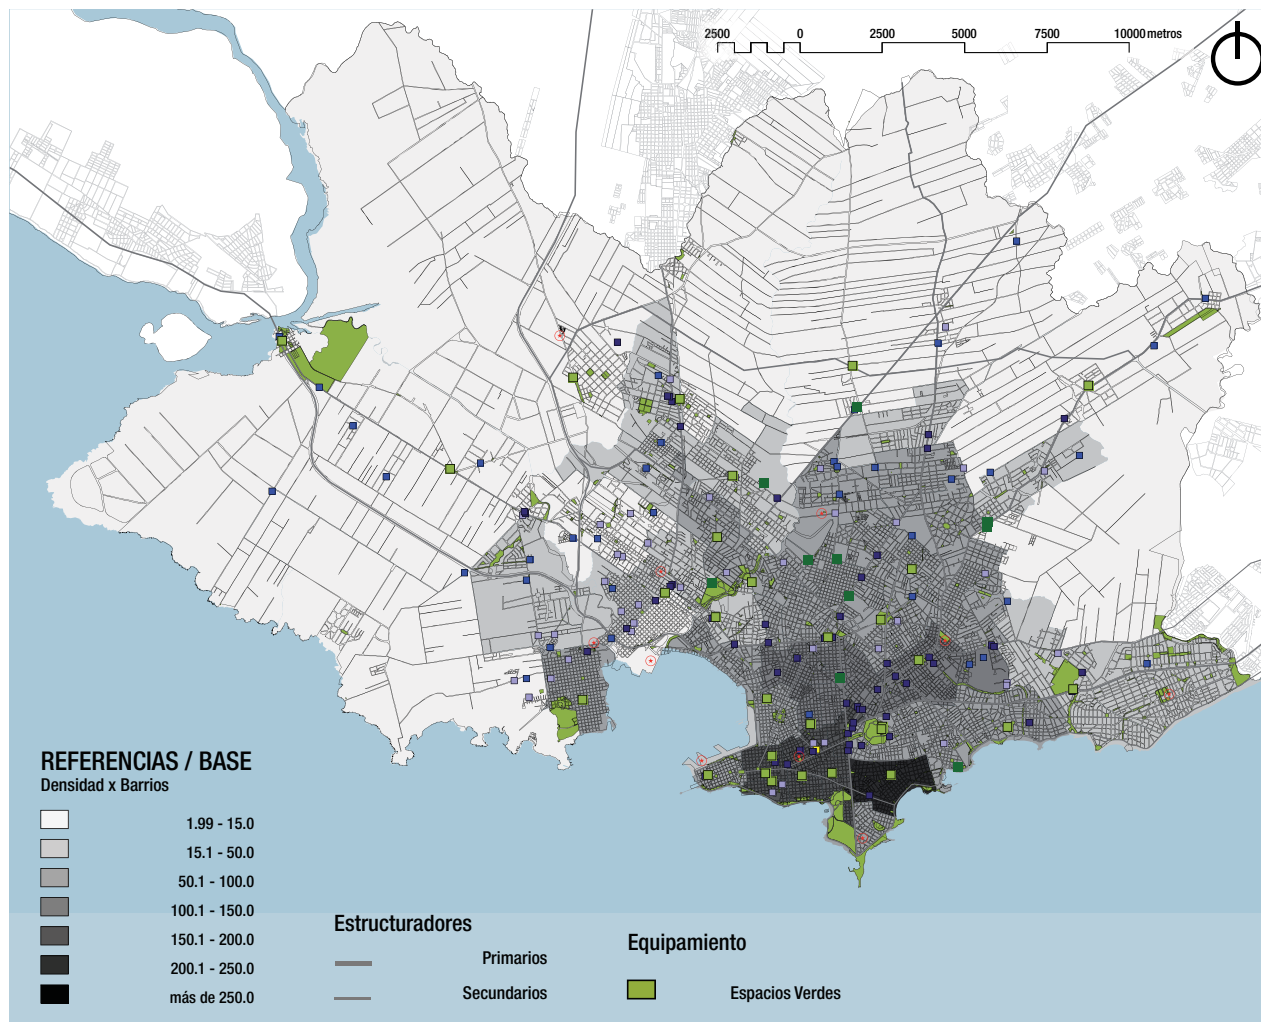 2500 0 2500 5000 7500 10000 metros
REFERENCIAS / BASE
Densidad x Barrios
1.99 - 15.0
15.1 - 50.0
50.1 - 100.0
100.1 - 150.0
150.1 - 200.0
200.1 - 250.0
más de 250.0
Estructuradores
Primarios
Secundarios
Equipamiento
Espacios Verdes